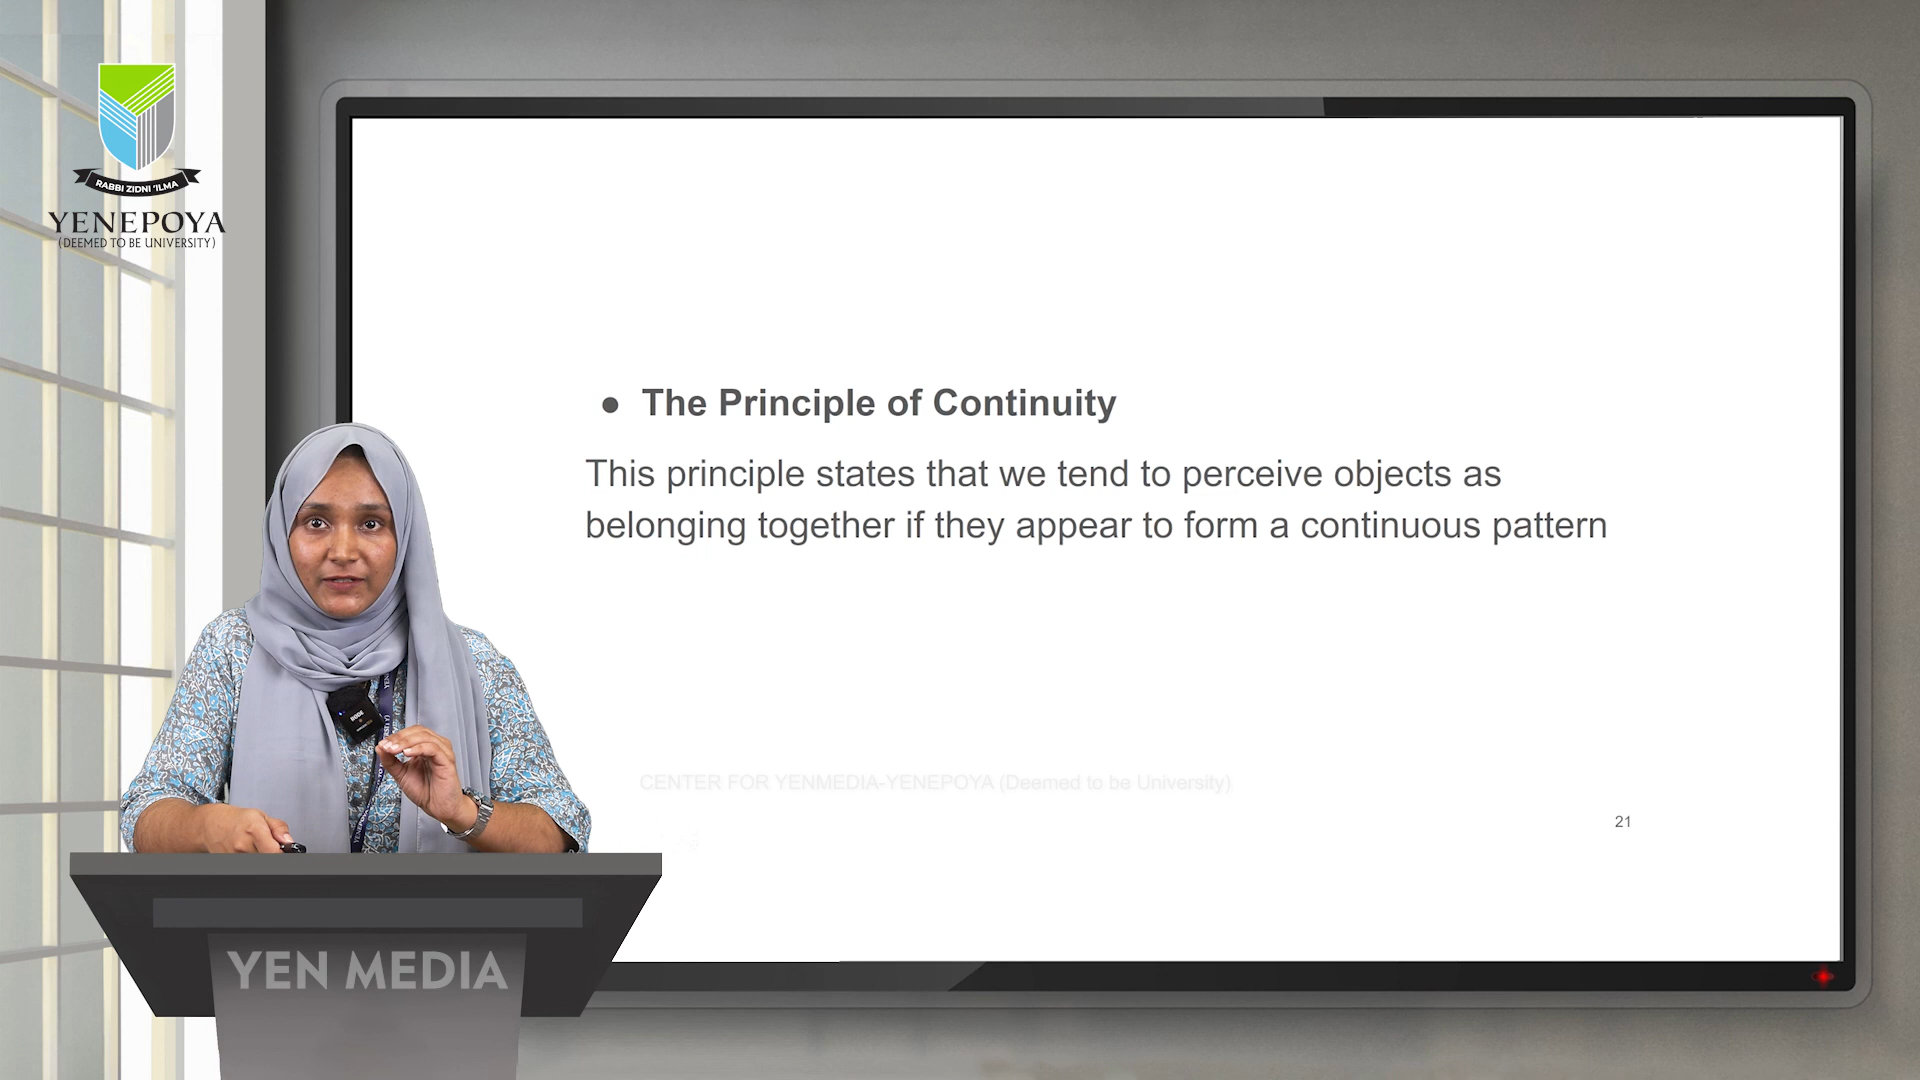 RABBI ZIDNI 'ILMA
YENEPOYA
(DEEMED TO BE UNIVERSITY)
● The Principle of Continuity
This principle states that we tend to perceive objects as
belonging together if they appear to form a continuous pattern
CENTER FOR YENMEDIA-YENEPOYA (Deemed to be University)
21
YEN MEDIA